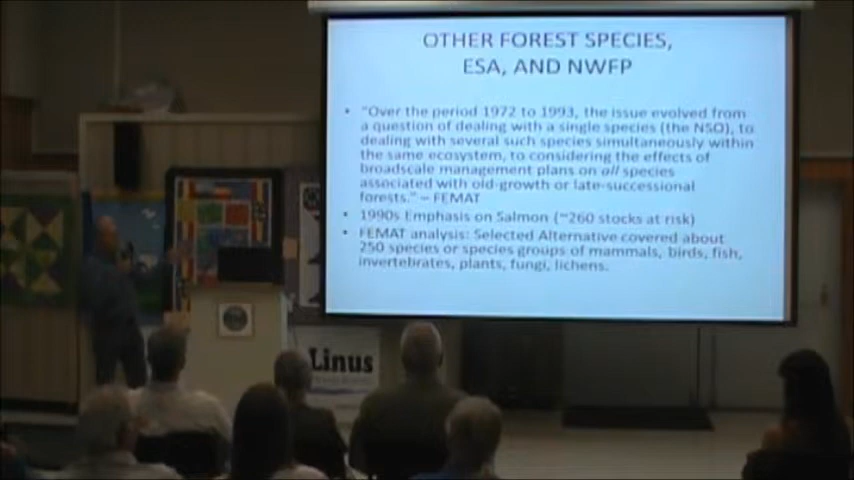 OTHER FOREST SPECIES,
ESA, AND NWFP
• "Over the period 1972 to 1993, the issue evolved from
a question of dealing with a single species (the NSO), to
dealing with several such species simultaneously within
the same ecosystem, to considering the effects of
broadscale management plans on all species
associated with old-growth or late-successional
forests." – FEMAT
• 1990s Emphasis on Salmon (~260 stocks at risk)
• FEMAT analysis: Selected Alternative covered about
250 species or species groups of mammals, birds, fish,
invertebrates, plants, fungi, lichens.
Linus